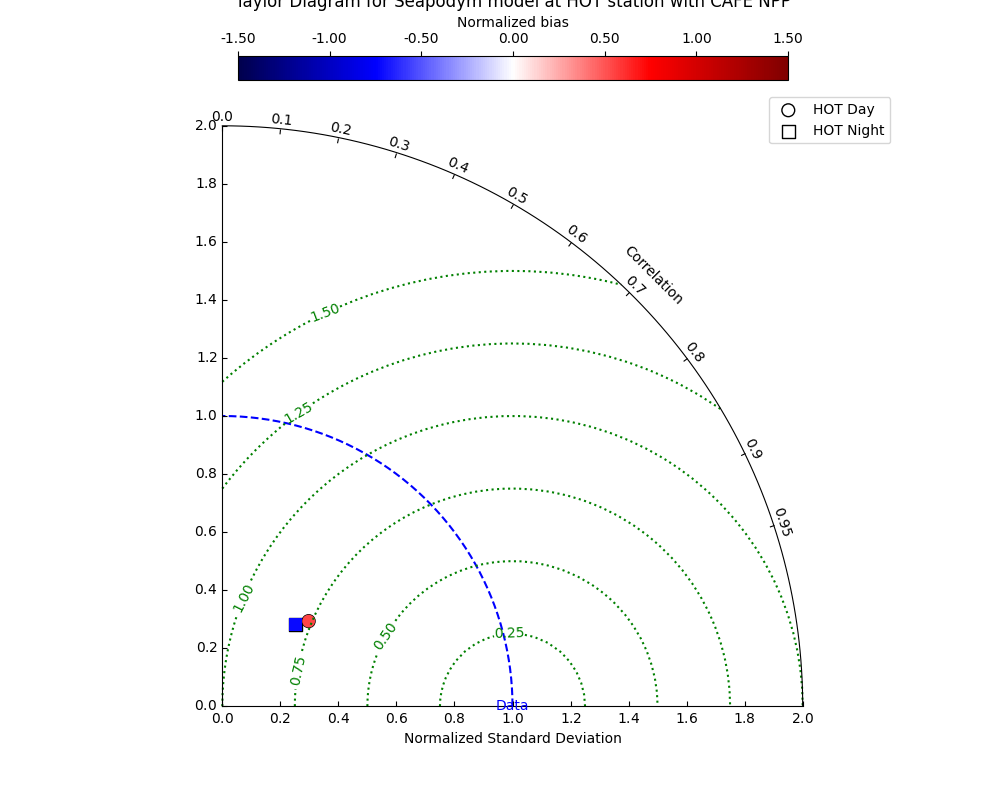 Taylor Diagram for Seapodym model at HOT station with CAFE NPP
Normalized bias
-1.50 -1.00 -0.50 0.00 0.50 1.00 1.50
HOT Day
HOT Night
0.0 0.1 0.2 0.3 0.4 0.5 0.6 0.7 0.8 0.9 0.95
Correlation
2.0
1.8
1.6
1.4
1.2
1.0
0.8
0.6
0.4
0.2
0.0
1.50
1.25
1.00
0.75
0.50
0.25
Data
0.0 0.2 0.4 0.6 0.8 1.0 1.2 1.4 1.6 1.8 2.0
Normalized Standard Deviation